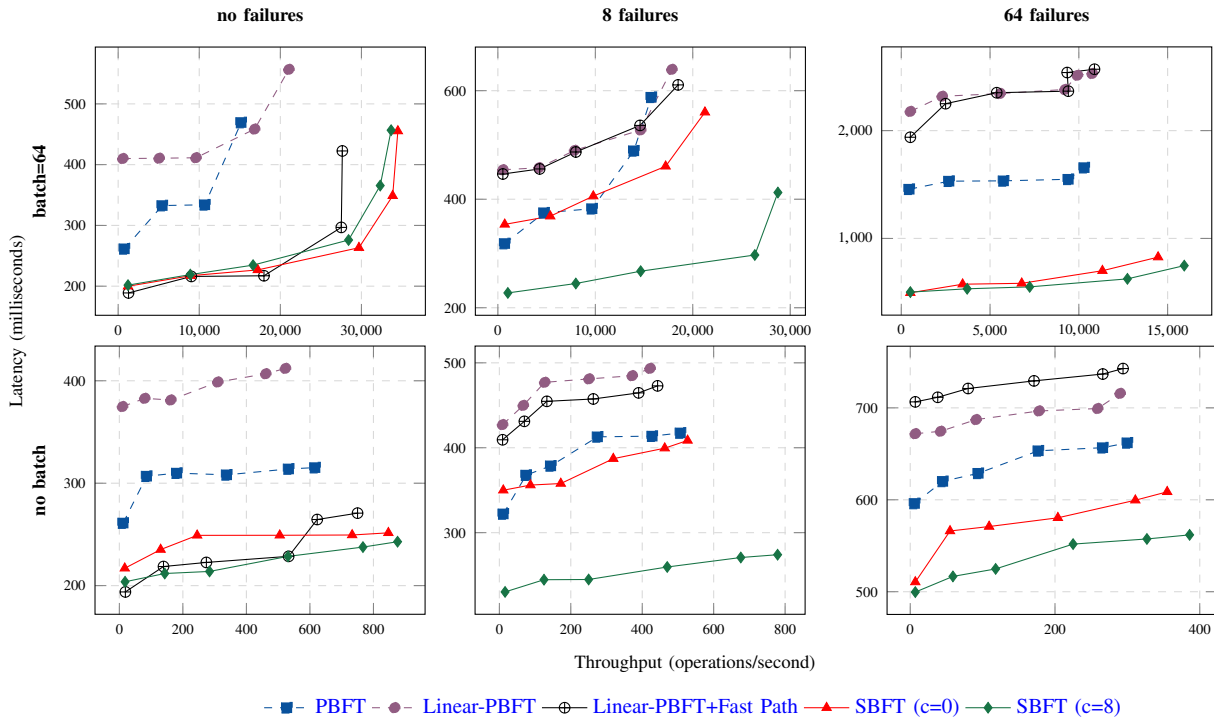 no failures 8 failures 64 failures
500
400
300
200
0 10,000 20,000 30,000
600
400
200
0 10,000 20,000 30,000
2,000
1,000
0 5,000 10,000 15,000
batch=64
Latency (milliseconds)
no batch
400
300
200
0 200 400 600 800
500
400
300
0 200 400 600 800
700
600
500
0 200 400
Throughput (operations/second)
PBFT Linear-PBFT Linear-PBFT+Fast Path SBFT (c=0) SBFT (c=8)